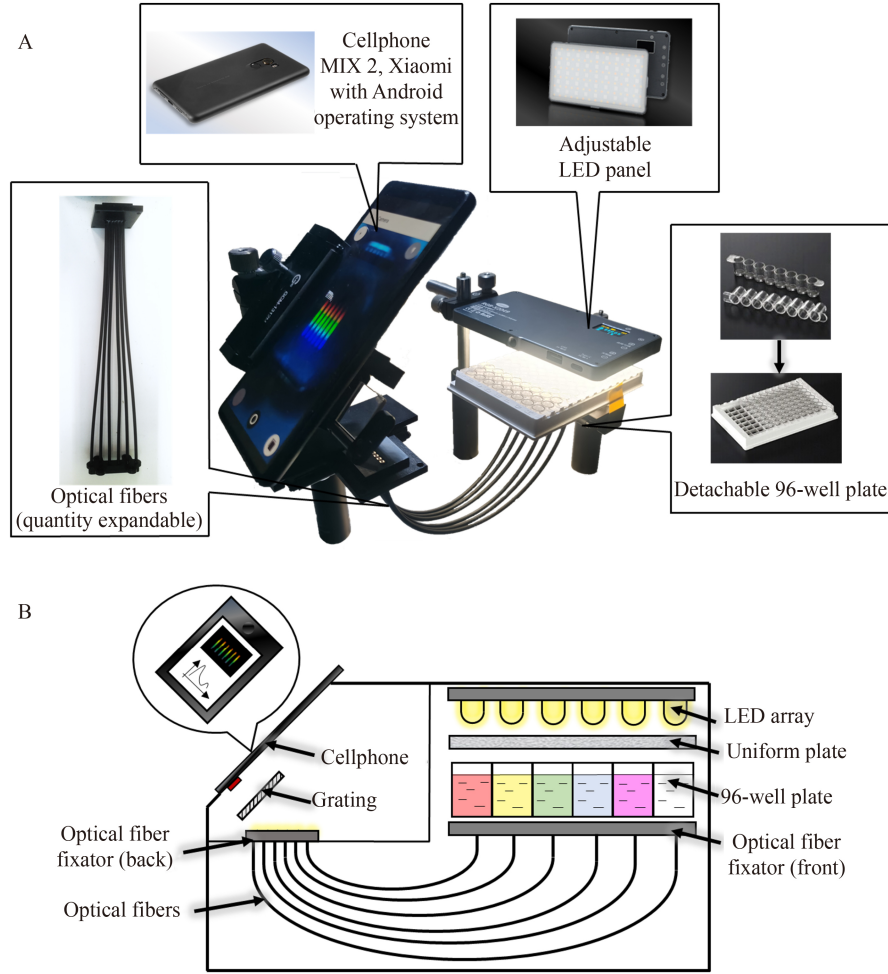 A
Cellphone
MIX 2, Xiaomi
with Android
operating system
Adjustable
LED panel
Optical fibers
(quantity expandable)
Detachable 96-well plate
B
LED array
Uniform plate
Cellphone
Grating
96-well plate
Optical fiber
fixator (back)
Optical fiber
fixator (front)
Optical fibers